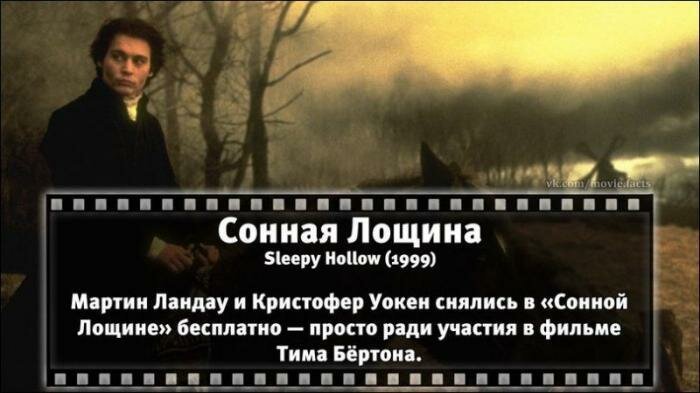 vk.com/movie.facts
Сонная Лощина
Sleepy Hollow (1999)
Мартин Ландау и Кристофер Уокен снялись в «Сонной
Лощине» бесплатно — просто ради участия в фильме
Тима Бёртона.